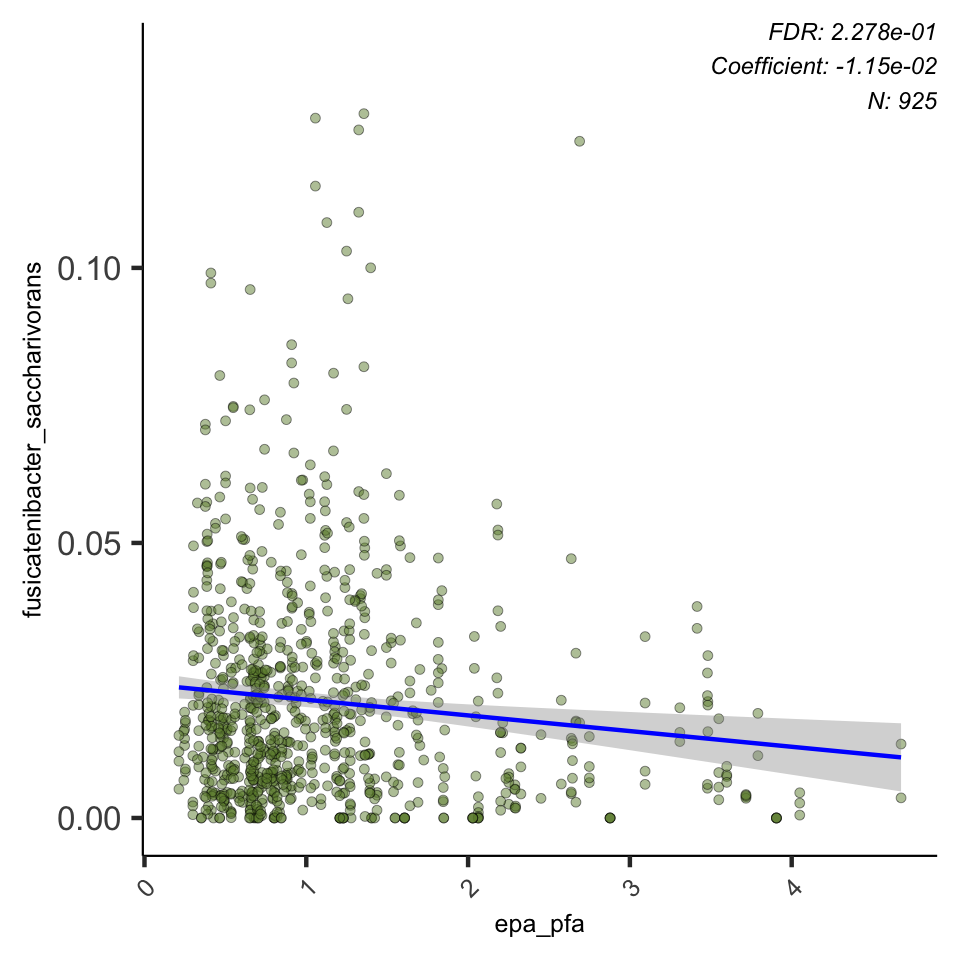 FDR: 2.278e-01
Coefficient: -1.15e-02
N: 925
fusicatenibacter_saccharivorans
0.10
0.05
0.00
0
1
2
3
4
epa_pfa